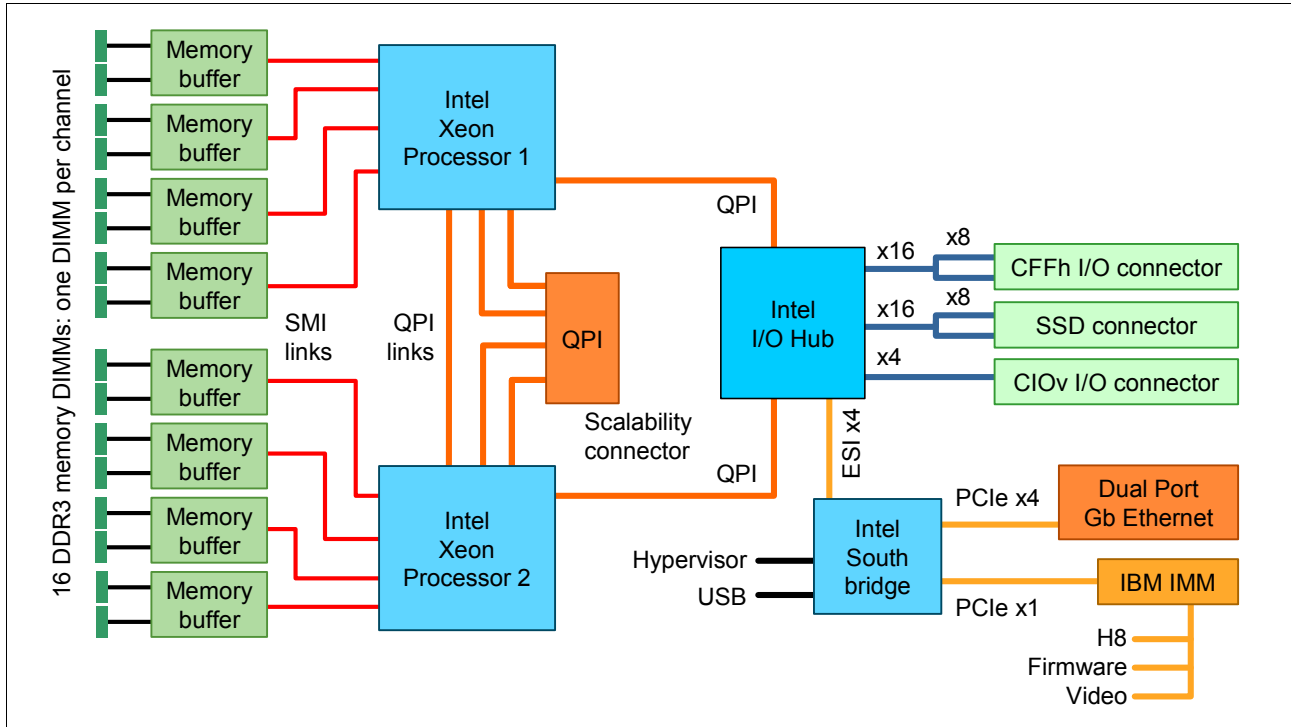 16 DDR3 memory DIMMs: one DIMM per channel
Memory
buffer
Memory
buffer
Memory
buffer
Memory
buffer
Memory
buffer
Memory
buffer
Memory
buffer
Memory
buffer
SMI
links
QPI
links
Intel
Xeon
Processor 1
Intel
Xeon
Processor 2
QPI
Scalability
connector
QPI
QPI
Intel
I/O Hub
x16
x8
CFFh I/O connector
x16
x8
SSD connector
x4
CIOv I/O connector
ESI x4
Intel
South
bridge
Hypervisor
USB
PCIe x4
Dual Port
Gb Ethernet
PCIe x1
IBM IMM
H8
Firmware
Video